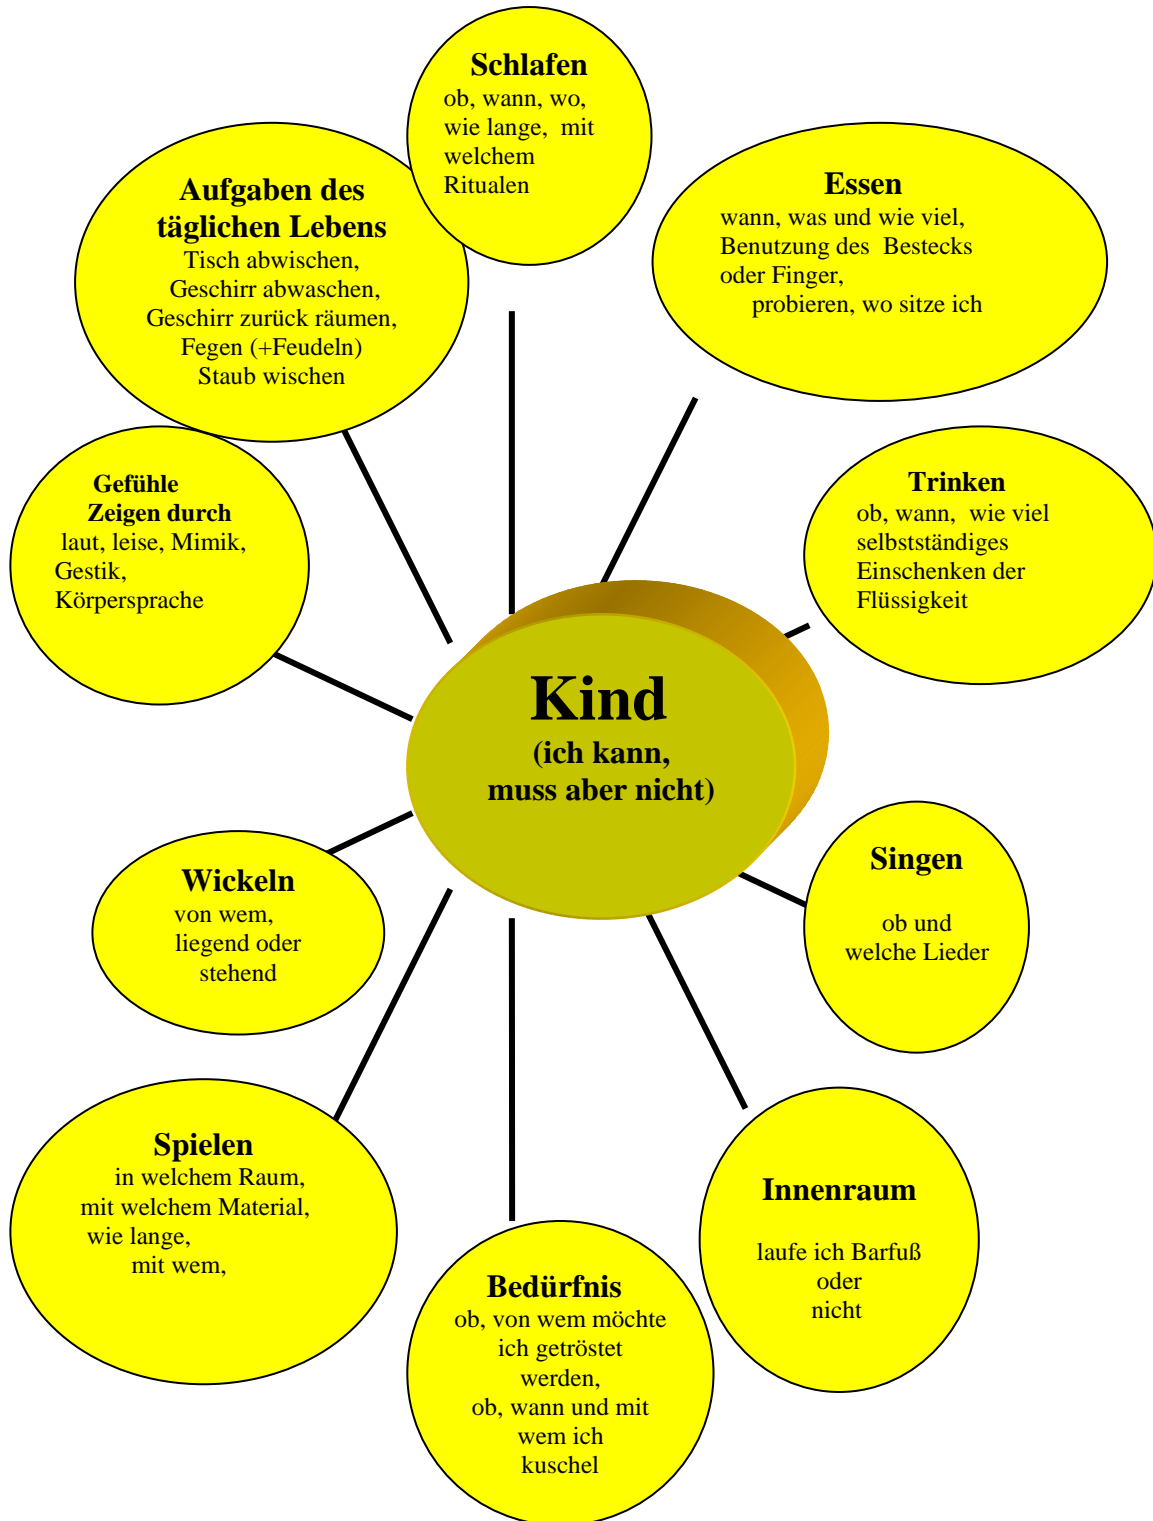 Schlafen
ob, wann, wo,
wie lange, mit
welchem
Ritualen
Aufgaben des
täglichen Lebens
Tisch abwischen,
Geschirr abwaschen,
Geschirr zurück räumen,
Fegen (+Feudeln)
Staub wischen
Essen
wann, was und wie viel,
Benutzung des Bestecks
oder Finger,
probieren, wo sitze ich
Gefühle
Zeigen durch
laut, leise, Mimik,
Gestik,
Körpersprache
Trinken
ob, wann, wie viel
selbstständiges
Einschenken der
Flüssigkeit
Kind
(ich kann,
muss aber nicht)
Wickeln
von wem,
liegend oder
stehend
Singen
ob und
welche Lieder
Spielen
in welchem Raum,
mit welchem Material,
wie lange,
mit wem,
Innenraum
laufe ich Barfuß
oder
nicht
Bedürfnis
ob, von wem möchte
ich getröstet
werden,
ob, wann und mit
wem ich
kuschel